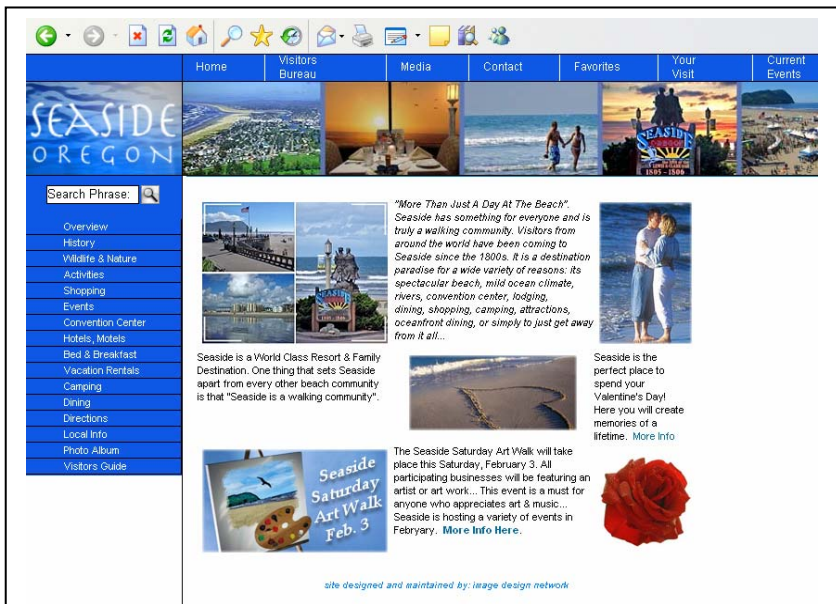 Home
Visitors
Bureau
Media
Contact
Favorites
Your
Visit
Current
Events
SEASIDE
OREGON
SEASIDE
1805 - 1806
Search Phrase:
Overview
History
Wildlife & Nature
Activities
Shopping
Events
Convention Center
Hotels, Motels
Bed & Breakfast
Vacation Rentals
Camping
Dining
Directions
Local Info
Photo Album
Visitors Guide
SEASIDE
"More Than Just A Day At The Beach".
Seaside has something for everyone and is
truly a walking community. Visitors from
around the world have been coming to
Seaside since the 1800s. It is a destination
paradise for a wide variety of reasons: its
spectacular beach, mild ocean climate,
rivers, convention center, lodging,
dining, shopping, camping, attractions,
oceanfront dining, or simply to just get away
from it all...
Seaside is a World Class Resort & Family
Destination. One thing that sets Seaside
apart from every other beach community
is that "Seaside is a walking community".
Seaside is the
perfect place to
spend your
Valentine's Day!
Here you will create
memories of a
lifetime. More Info
Seaside
Saturday
Art Walk
Feb. 3
The Seaside Saturday Art Walk will take
place this Saturday, February 3. All
participating businesses will be featuring an
artist or art work... This event is a must for
anyone who appreciates art & music...
Seaside is hosting a variety of events in
Febryary. More Info Here.
site designed and maintained by: image design network